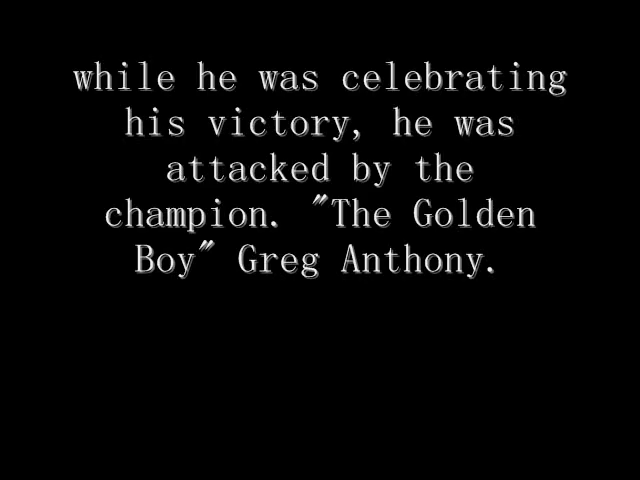 while he was celebrating
his victory, he was
attacked by the
champion. "The Golden
Boy" Greg Anthony.